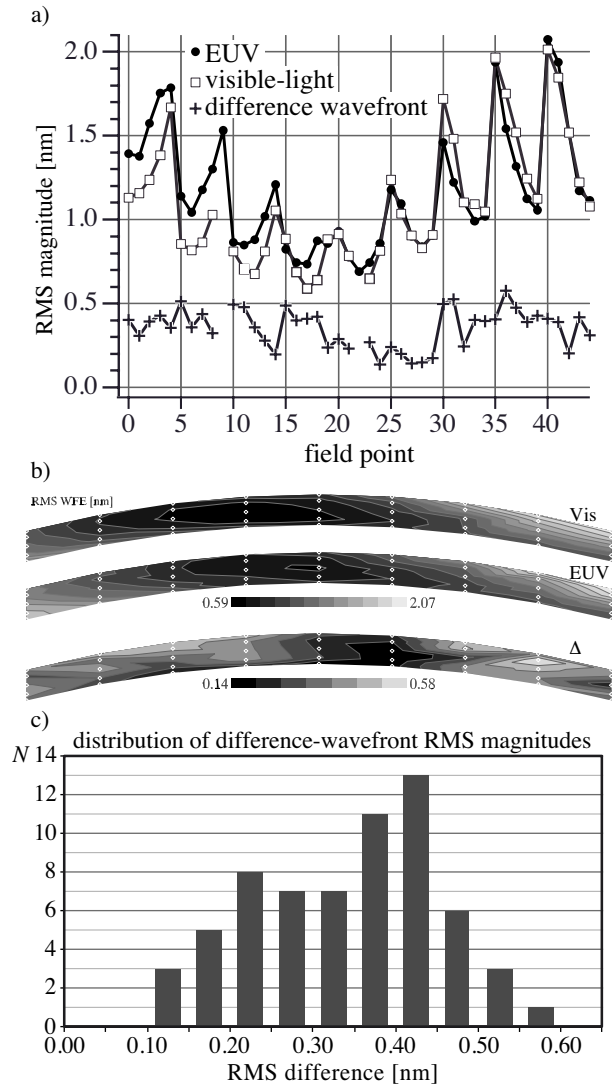 a)
2.0
1.5
1.0
0.5
0.0
RMS magnitude [nm]
EUV
visible-light
difference wavefront
0 5 10 15 20 25 30 35 40
field point
b)
RMS WFE [nm]
Vis
EUV
0.59 2.07
Δ
0.14 0.58
c)
distribution of difference-wavefront RMS magnitudes
N 14
12
10
8
6
4
2
0
0.00 0.10 0.20 0.30 0.40 0.50 0.60
RMS difference [nm]